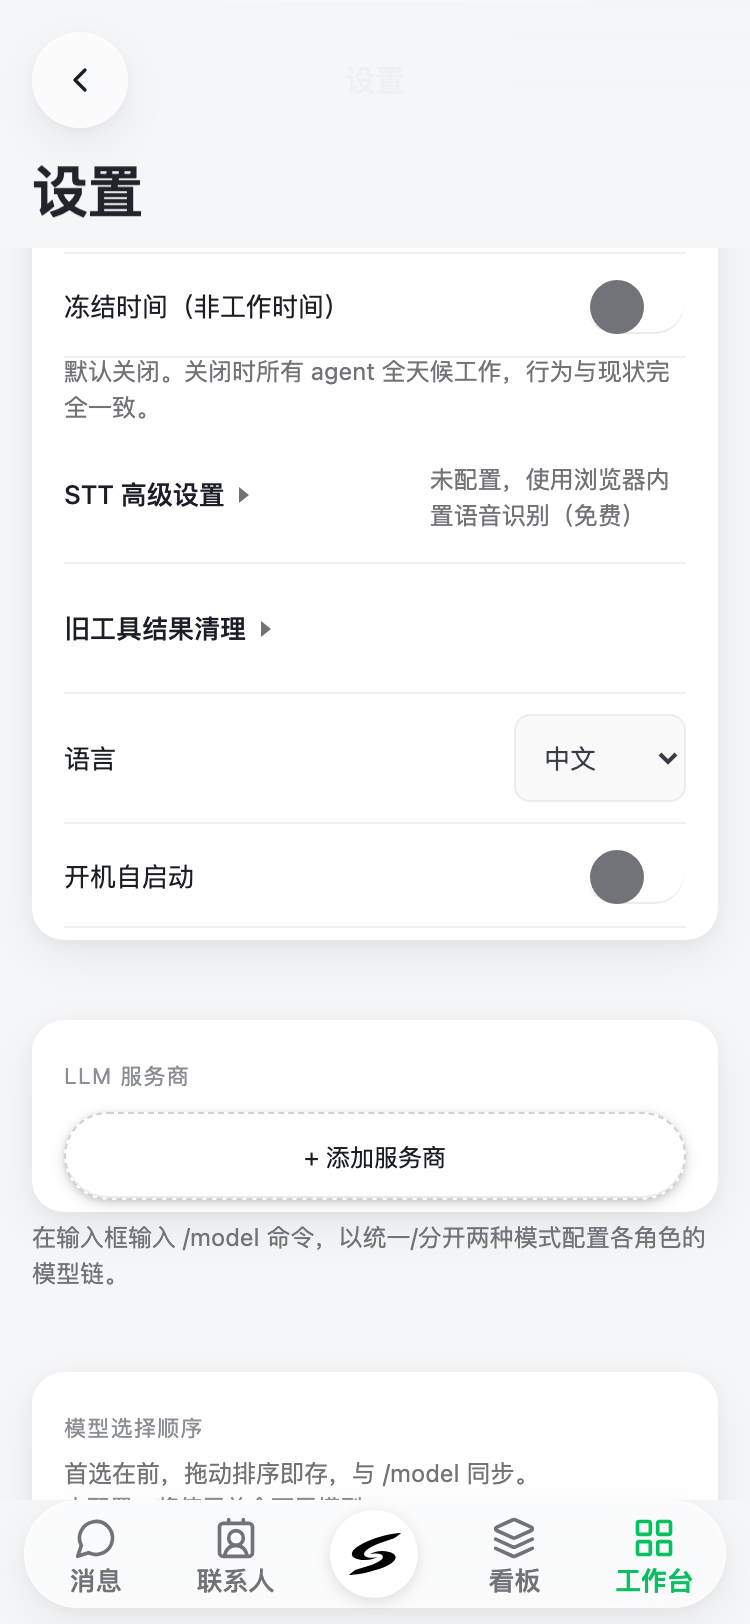 设置
设置
冻结时间（非工作时间）
默认关闭。关闭时所有 agent 全天候工作，行为与现状完
全一致。
STT 高级设置
未配置，使用浏览器内
置语音识别（免费）
旧工具结果清理
语言
中文
开机自启动
LLM 服务商
+ 添加服务商
在输入框输入 /model 命令，以统一/分开两种模式配置各角色的
模型链。
模型选择顺序
首选在前，拖动排序即存，与 /model 同步。
消息
联系人
看板
工作台